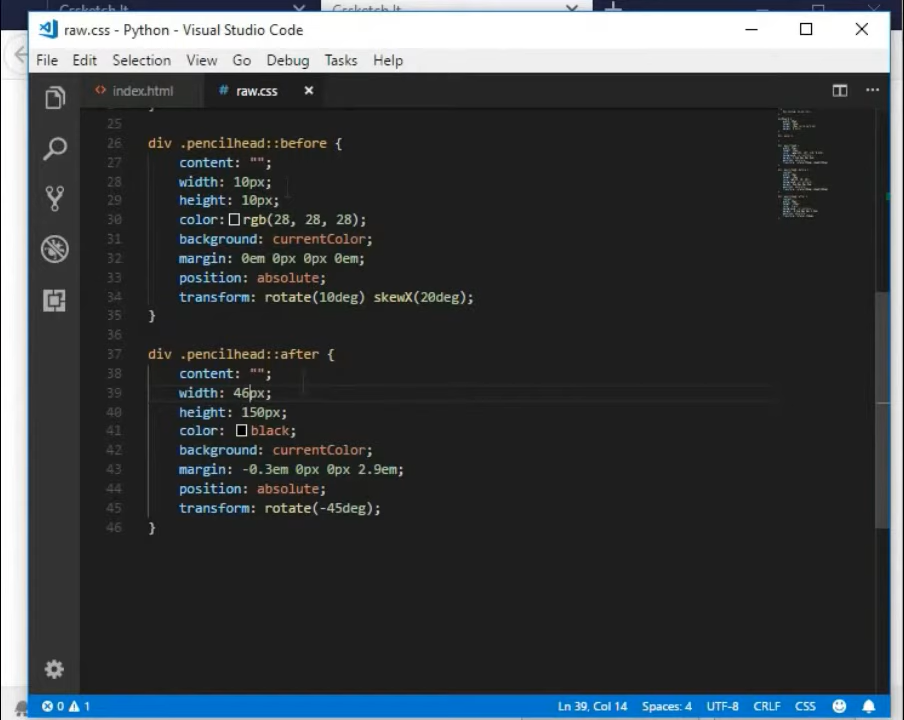 Cssketch It
Cssketch It
raw.css - Python - Visual Studio Code
File Edit Selection View Go Debug Tasks Help
<> index.html
# raw.css
25
26 div .pencilhead::before {
27 content: "";
28 width: 10px;
29 height: 10px;
30 color: rgb(28, 28, 28);
31 background: currentColor;
32 margin: 0em 0px 0px 0em;
33 position: absolute;
34 transform: rotate(10deg) skewX(20deg);
35 }
36
37 div .pencilhead::after {
38 content: "";
39 width: 46px;
40 height: 150px;
41 color: black;
42 background: currentColor;
43 margin: -0.3em 0px 0px 2.9em;
44 position: absolute;
45 transform: rotate(-45deg);
46 }
0 1 Ln 39, Col 14 Spaces: 4 UTF-8 CRLF CSS